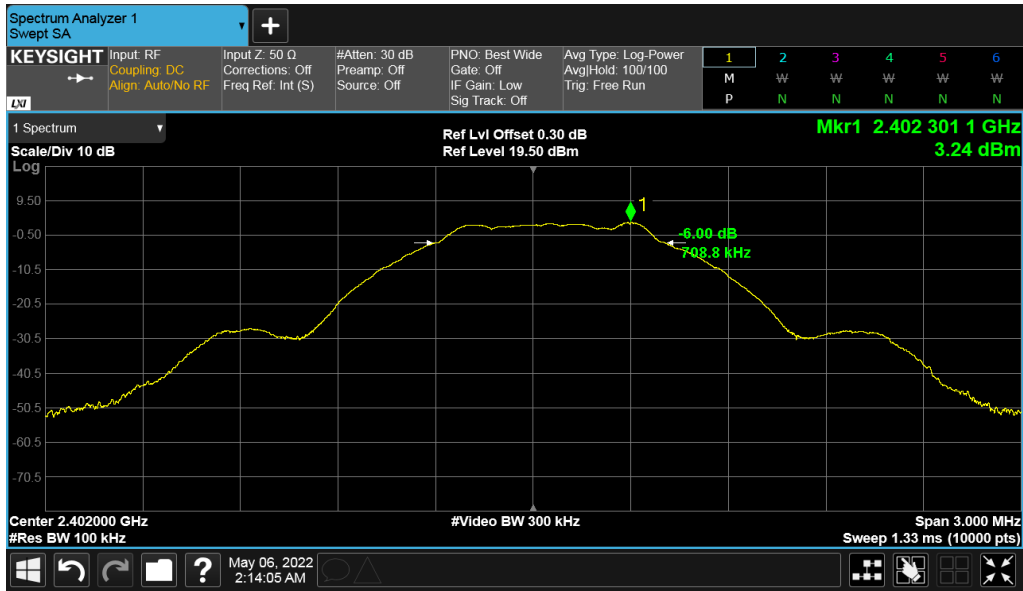 Spectrum Analyzer 1
Swept SA
KEYSIGHT
LXI
Input: RF
Coupling: DC
Align: Auto/No RF
Input Z: 50 Ω
Corrections: Off
Freq Ref: Int (S)
#Atten: 30 dB
Preamp: Off
Source: Off
PNO: Best Wide
Gate: Off
IF Gain: Low
Sig Track: Off
Avg Type: Log-Power
Avg|Hold: 100/100
Trig: Free Run
1 2 3 4 5 6
M W W W W W
P N N N N N
1 Spectrum
Scale/Div 10 dB
Log
Ref Lvl Offset 0.30 dB
Ref Level 19.50 dBm
Mkr1 2.402 301 1 GHz
3.24 dBm
9.50
-0.50
-10.5
-20.5
-30.5
-40.5
-50.5
-60.5
-70.5
1
-6.00 dB
708.8 kHz
Center 2.402000 GHz
#Res BW 100 kHz
#Video BW 300 kHz
Span 3.000 MHz
Sweep 1.33 ms (10000 pts)
?
May 06, 2022
2:14:05 AM